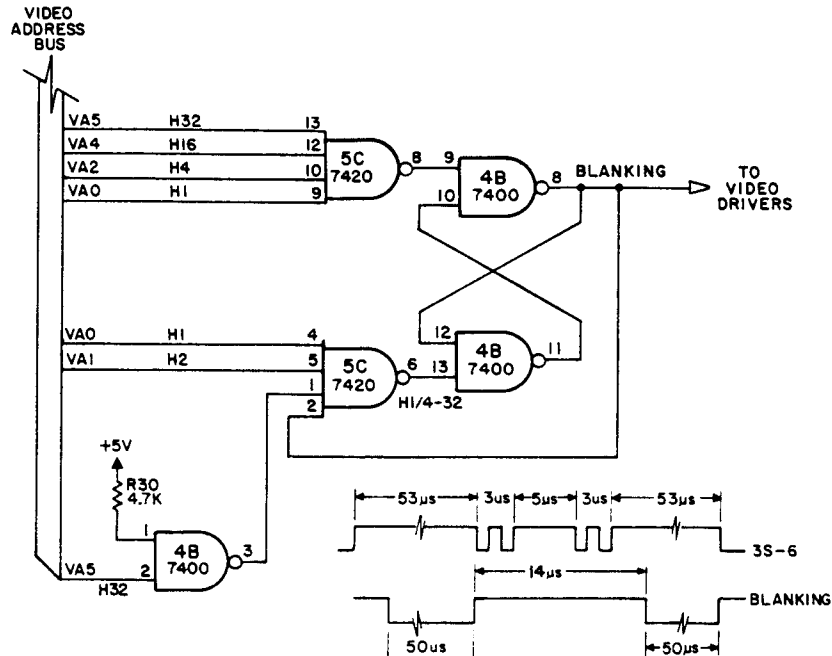 VIDEO
ADDRESS
BUS
VA5 H32 13
VA4 H16 12
VA2 H4 10
VA0 H1 9
5C
7420
8
9
10
4B
7400
8
BLANKING
TO
VIDEO
DRIVERS
VA0 H1 4
VA1 H2 5
1
2
5C
7420
6
H1/4-32
12
13
4B
7400
11
+5V
R30
4.7K
1
2
4B
7400
3
VA5
H32
53µs 3µs 5µs 3µs 53µs
3S-6
14µs
BLANKING
50us 50µs